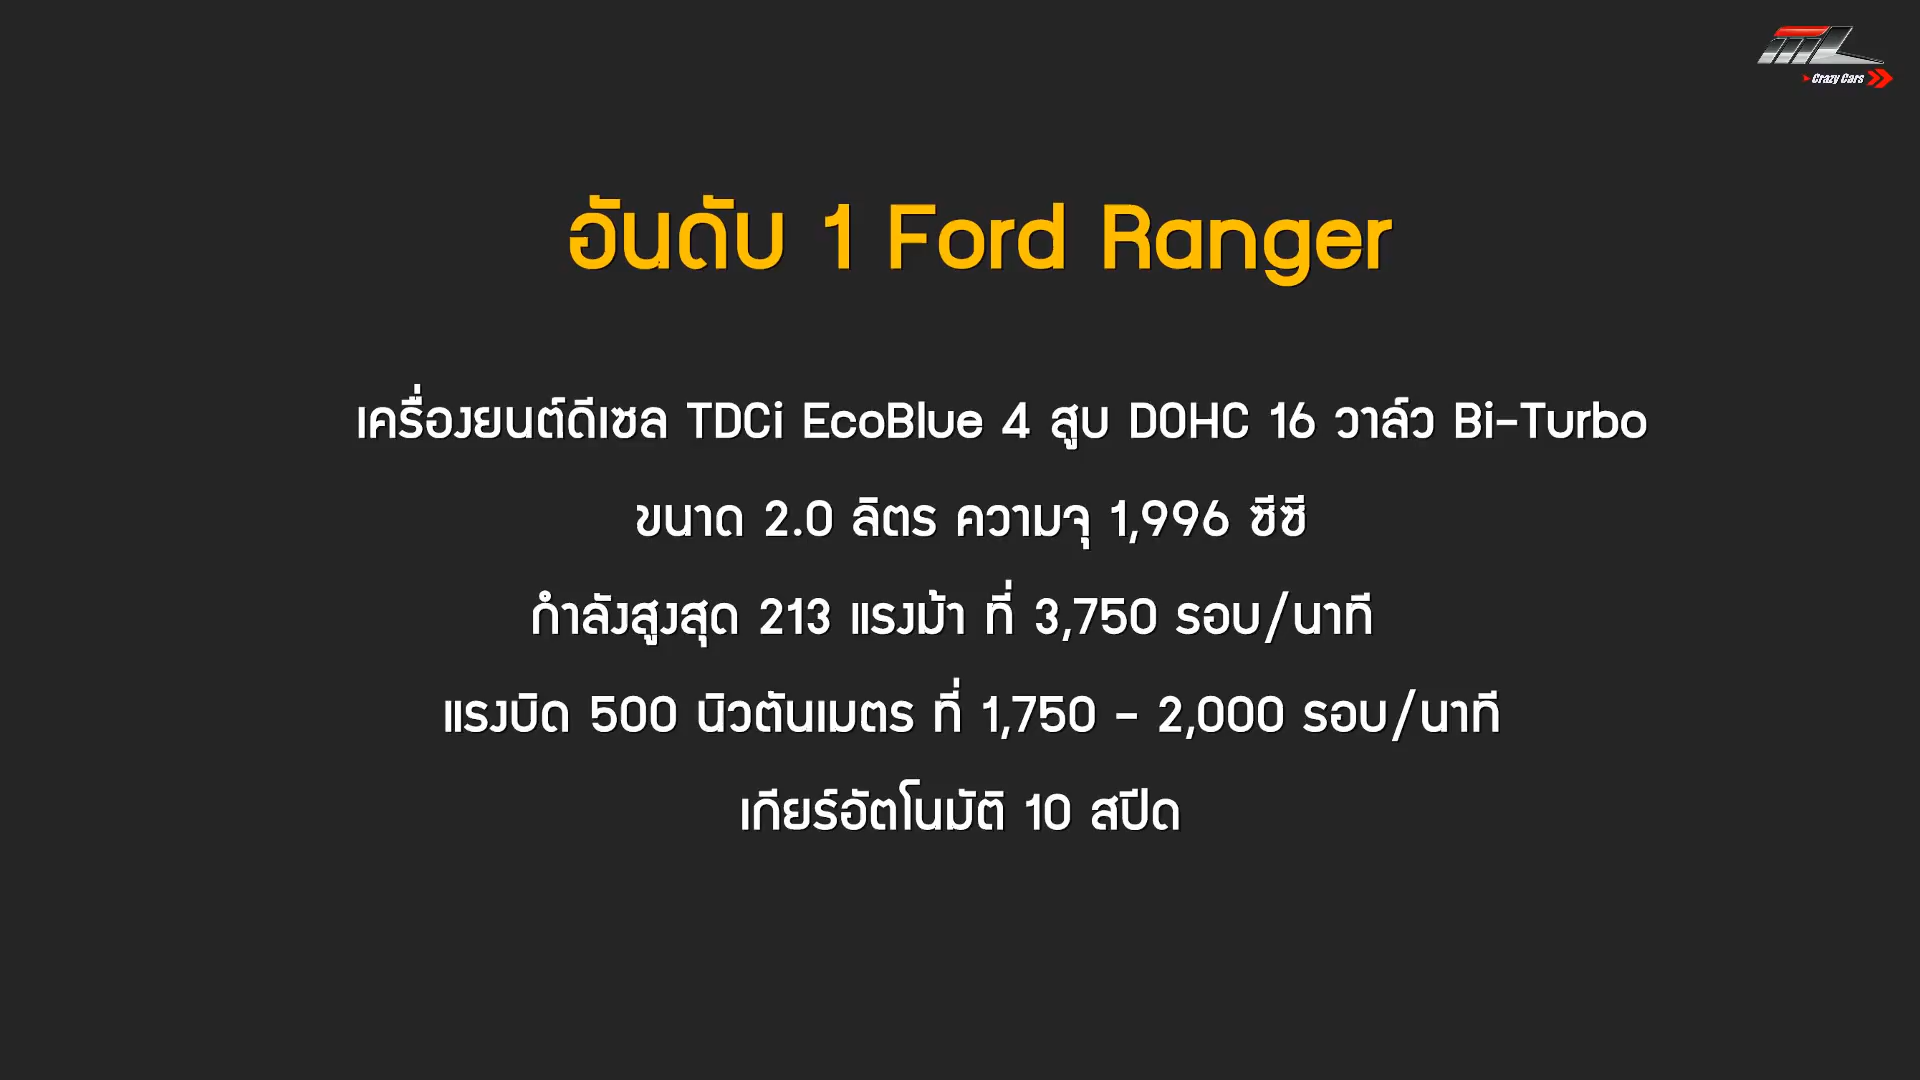 ML
Crazy Cars
อันดับ 1 Ford Ranger
เครื่องยนต์ดีเซล TDCi EcoBlue 4 สูบ DOHC 16 วาล์ว Bi-Turbo
ขนาด 2.0 ลิตร ความจุ 1,996 ซีซี
กำลังสูงสุด 213 แรงม้า ที่ 3,750 รอบ/นาที
แรงบิด 500 นิวตันเมตร ที่ 1,750 - 2,000 รอบ/นาที
เกียร์อัตโนมัติ 10 สปีด